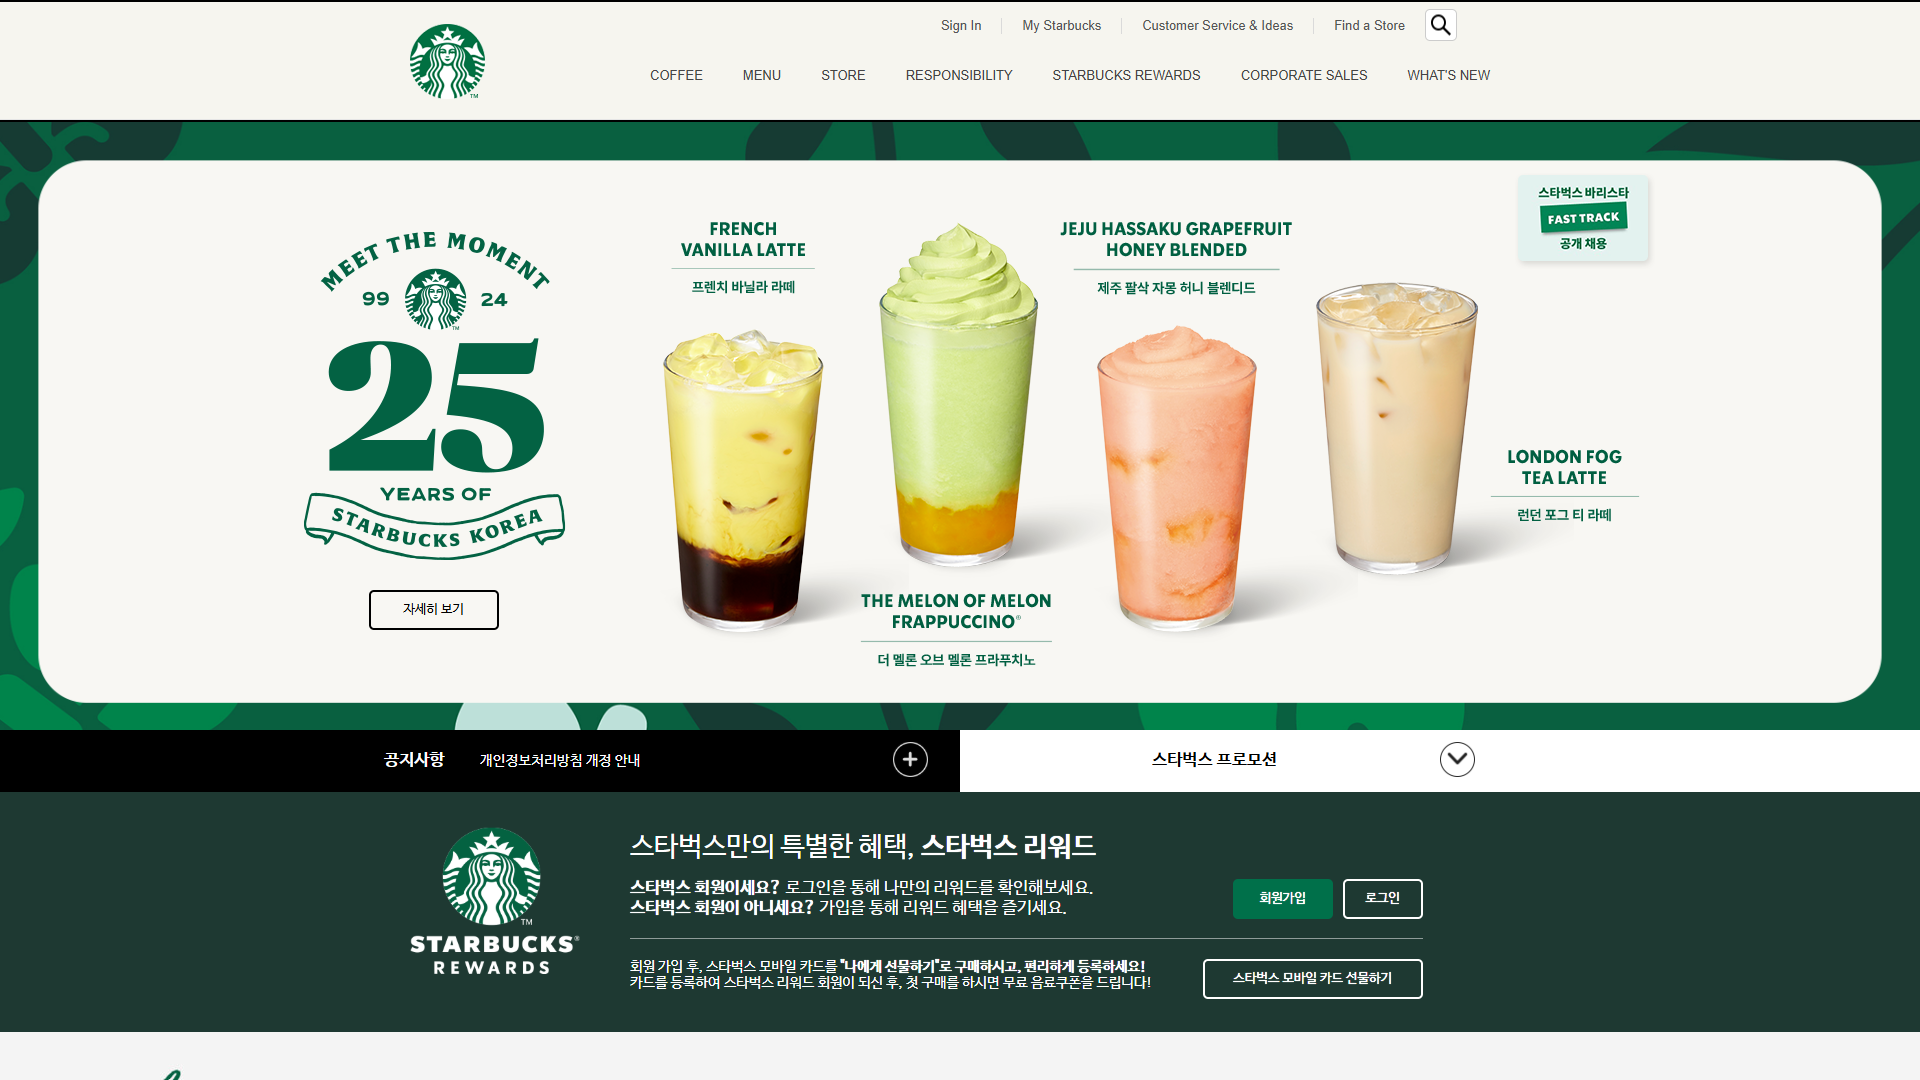 Sign In
My Starbucks
Customer Service & Ideas
Find a Store
COFFEE
MENU
STORE
RESPONSIBILITY
STARBUCKS REWARDS
CORPORATE SALES
WHAT'S NEW
TM
MEET THE MOMENT
99 24
TM
25
YEARS OF
STARBUCKS KOREA
자세히 보기
FRENCH
VANILLA LATTE
프렌치 바닐라 라떼
THE MELON OF MELON
FRAPPUCCINO®
더 멜론 오브 멜론 프라푸치노
JEJU HASSAKU GRAPEFRUIT
HONEY BLENDED
제주 팔삭 자몽 허니 블렌디드
LONDON FOG
TEA LATTE
런던 포그 티 라떼
스타벅스 바리스타
FAST TRACK
공개 채용
공지사항
개인정보처리방침 개정 안내
스타벅스 프로모션
TM
STARBUCKS®
REWARDS
스타벅스만의 특별한 혜택, 스타벅스 리워드
스타벅스 회원이세요? 로그인을 통해 나만의 리워드를 확인해보세요.
스타벅스 회원이 아니세요? 가입을 통해 리워드 혜택을 즐기세요.
회원가입
로그인
회원 가입 후, 스타벅스 모바일 카드를 "나에게 선물하기"로 구매하시고, 편리하게 등록하세요!
카드를 등록하여 스타벅스 리워드 회원이 되신 후, 첫 구매를 하시면 무료 음료쿠폰을 드립니다!
스타벅스 모바일 카드 선물하기